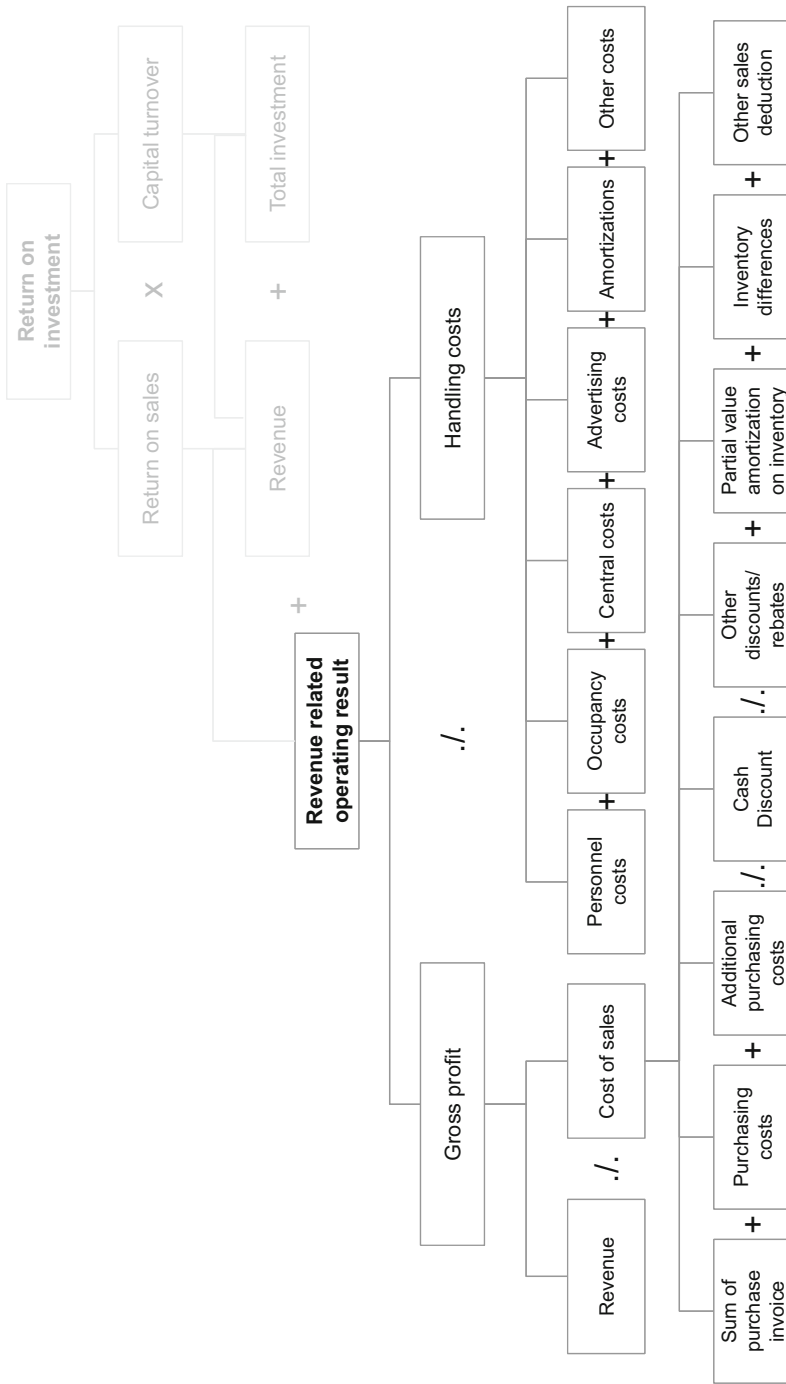 Return on
investment
Return on sales
X
Capital turnover
Revenue
+
Total investment
+
Revenue related
operating result
Gross profit
./.
Handling costs
Revenue
./.
Cost of sales
Personnel
costs
+
Occupancy
costs
+
Central costs
+
Advertising
costs
+
Amortizations
+
Other costs
Sum of
purchase
invoice
+
Purchasing
costs
+
Additional
purchasing
costs
./.
Cash
Discount
./.
Other
discounts/
rebates
+
Partial value
amortization
on inventory
+
Inventory
differences
+
Other sales
deduction